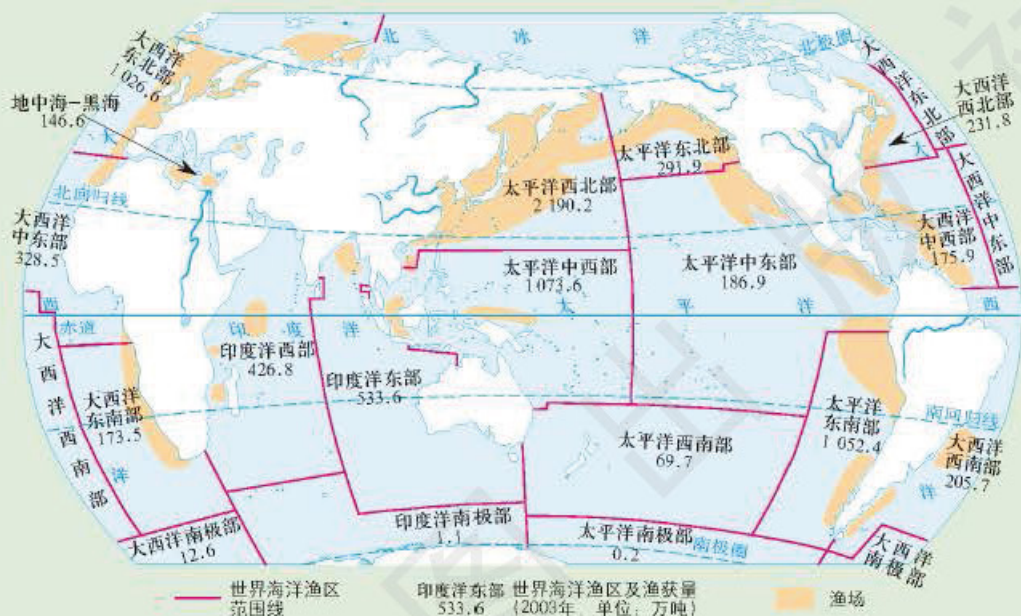 北冰洋
北极圈
大西洋
东北部
1 026.6
大西洋东北部
大西洋
西北部
231.8
地中海－黑海
146.6
大
大
太平洋东北部
291.9
太平洋西北部
2 190.2
北回归线
大西洋中东部
大西洋
中东部
328.5
大西洋
中西部
175.9
太平洋中西部
1 073.6
太平洋中东部
186.9
西
太平洋
西
赤道
印度洋
大西洋西南部
印度洋西部
426.8
印度洋东部
533.6
大西洋
东南部
173.5
太平洋
东南部
1 052.4
南回归线
太平洋西南部
69.7
大西洋
西南部
205.7
洋
洋
印度洋南极部
1.1
太平洋南极部
0.2
南极圈
大西洋南极部
12.6
大西洋
南极部
世界海洋渔区
范围线
印度洋东部
533.6
世界海洋渔区及渔获量
(2003年，单位：万吨)
渔场